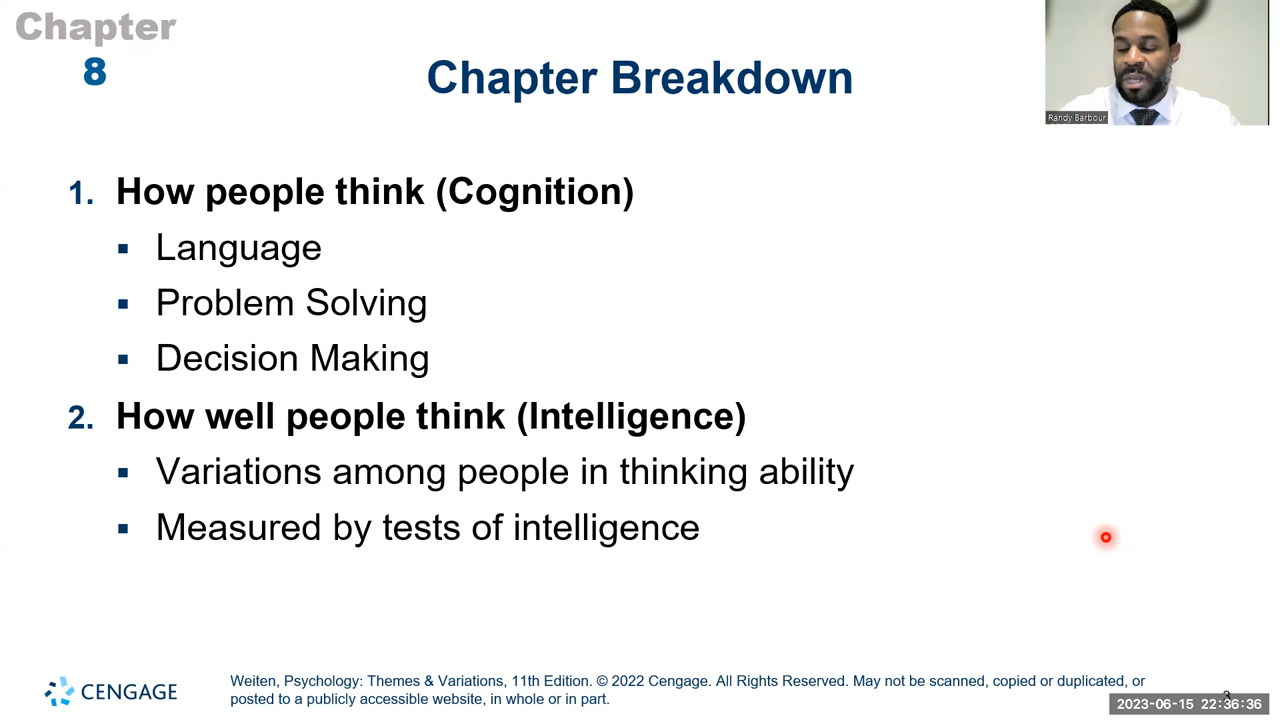 Chapter
8
Chapter Breakdown
Randy Barbour
1. How people think (Cognition)
▪ Language
▪ Problem Solving
▪ Decision Making
2. How well people think (Intelligence)
▪ Variations among people in thinking ability
▪ Measured by tests of intelligence
CENGAGE
Weiten, Psychology: Themes & Variations, 11th Edition. © 2022 Cengage. All Rights Reserved. May not be scanned, copied or duplicated, or
posted to a publicly accessible website, in whole or in part.
3
2023-06-15 22:36:36